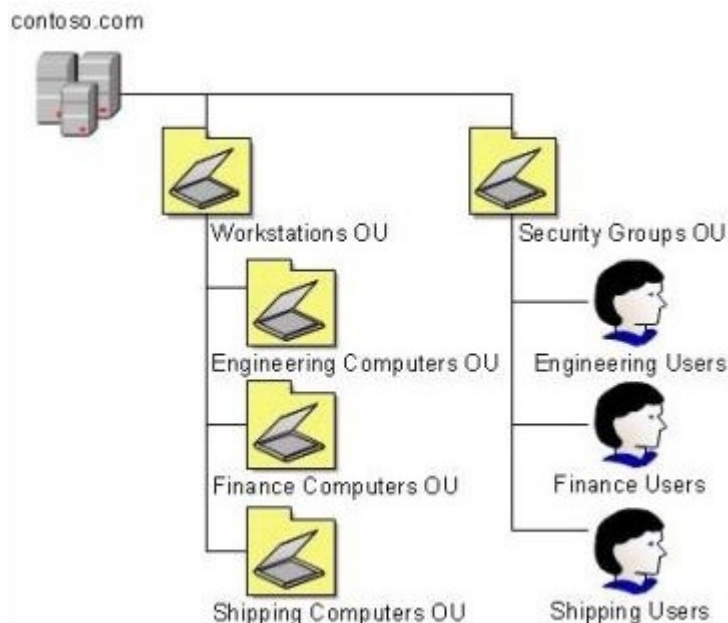 contoso.com
Workstations OU
Security Groups OU
Engineering Computers OU
Engineering Users
Finance Computers OU
Finance Users
Shipping Computers OU
Shipping Users